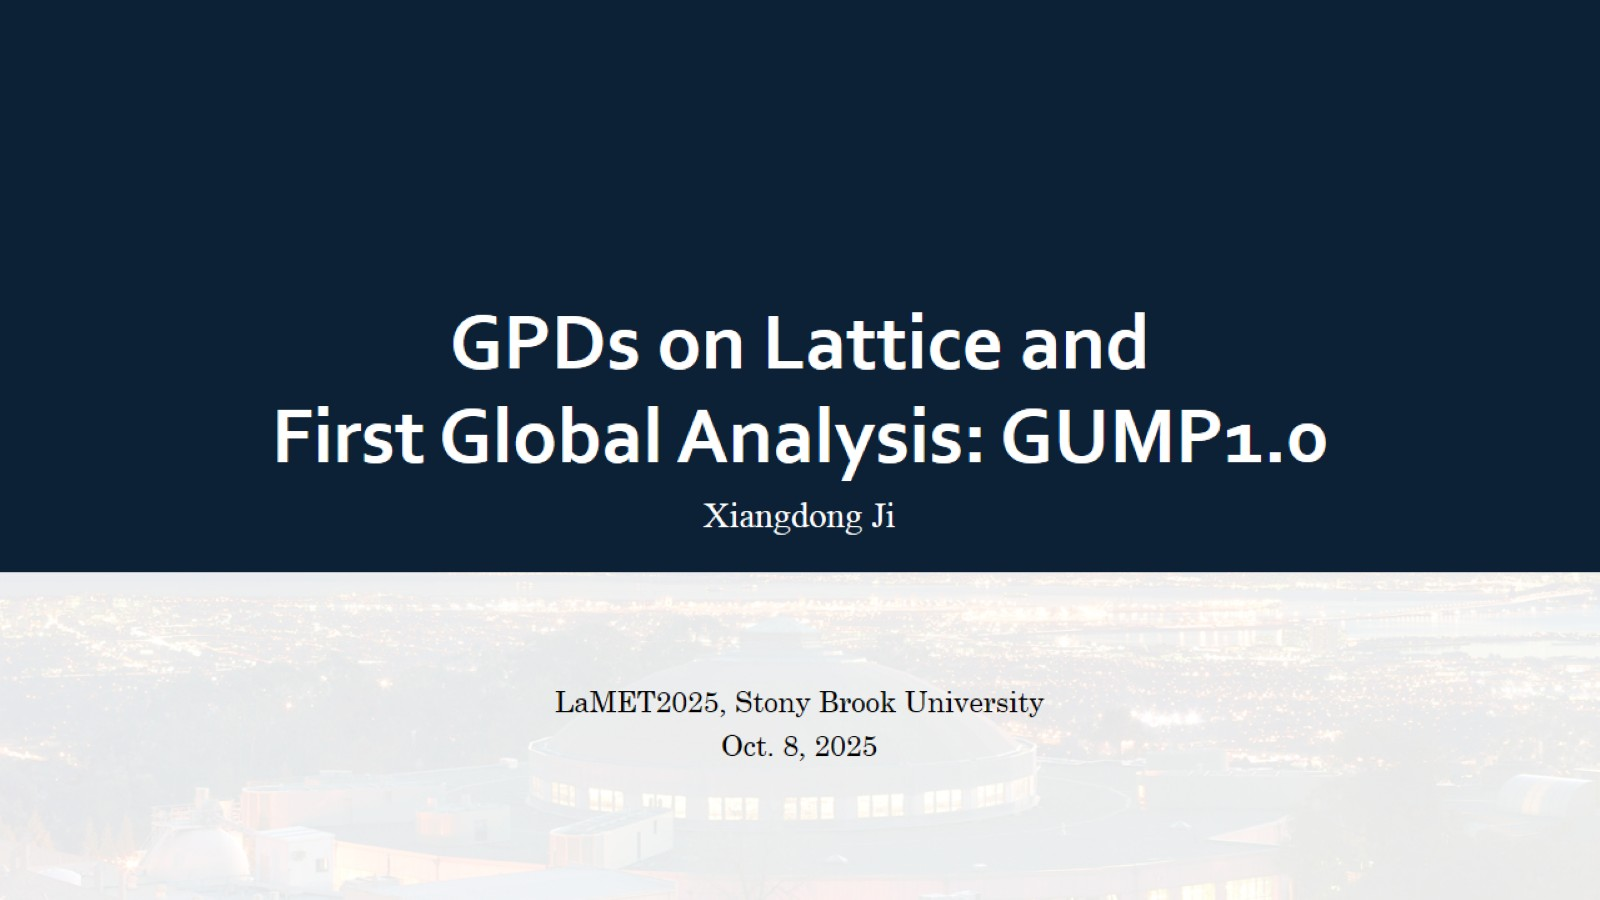 GPDs on Lattice and
First Global Analysis: GUMP1.0
Xiangdong Ji
LaMET2025, Stony Brook University
Oct. 8, 2025